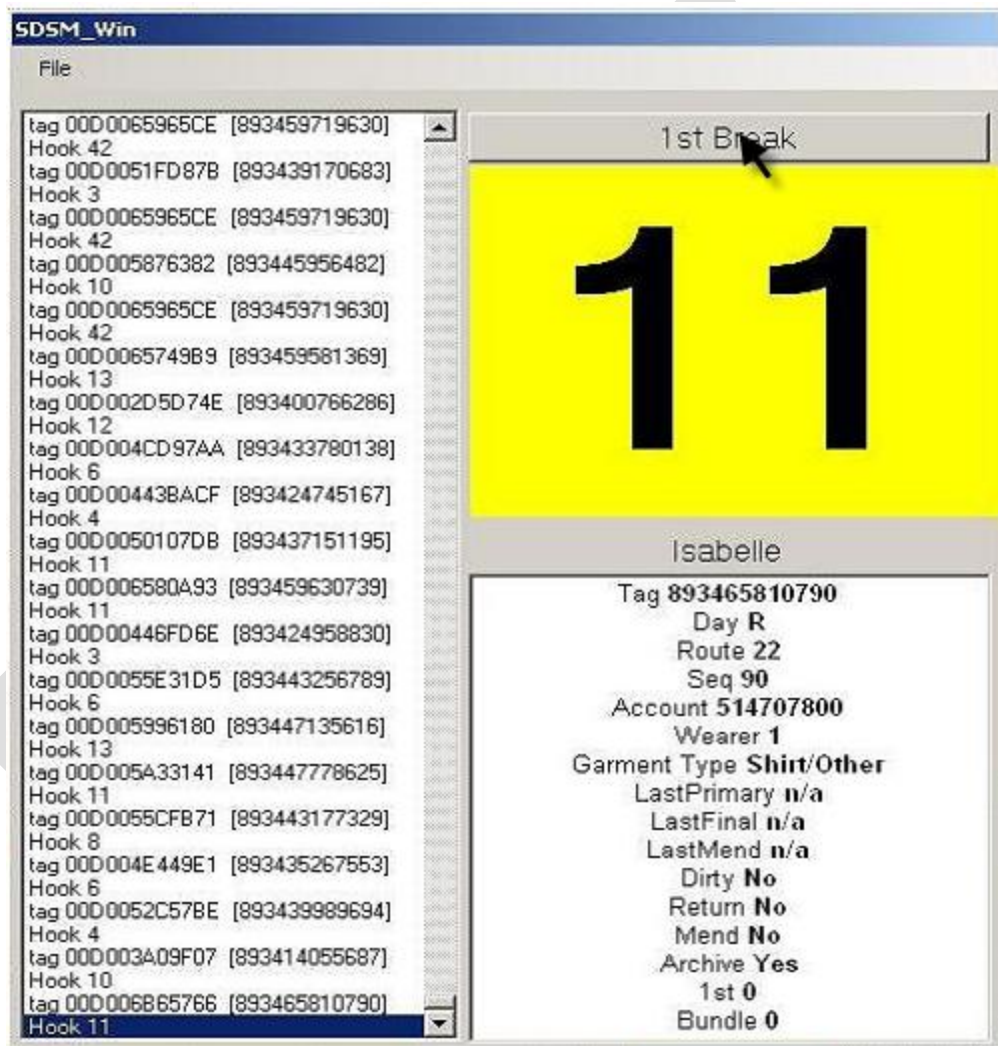 SDSM_Win
File
tag 00D0065965CE [893459719630]
Hook 42
tag 00D0051FD87B [893439170683]
Hook 3
tag 00D0065965CE [893459719630]
Hook 42
tag 00D005876382 [893445956482]
Hook 10
tag 00D0065965CE [893459719630]
Hook 42
tag 00D0065749B9 [893459581369]
Hook 13
tag 00D002D5D74E [893400766286]
Hook 12
tag 00D004CD97AA [893433780138]
Hook 6
tag 00D00443BACF [893424745167]
Hook 4
tag 00D0050107DB [893437151195]
Hook 11
tag 00D006580A93 [893459630739]
Hook 11
tag 00D00446FD6E [893424958830]
Hook 3
tag 00D0055E31D5 [893443256789]
Hook 6
tag 00D005996180 [893447135616]
Hook 13
tag 00D005A33141 [893447778625]
Hook 11
tag 00D0055CFB71 [893443177329]
Hook 8
tag 00D004E449E1 [893435267553]
Hook 6
tag 00D0052C57BE [893439989694]
Hook 4
tag 00D003A09F07 [893414055687]
Hook 10
tag 00D006B65766 [893465810790]
Hook 11
1st Break
11
Isabelle
Tag 893465810790
Day R
Route 22
Seq 90
Account 514707800
Wearer 1
Garment Type Shirt/Other
LastPrimary n/a
LastFinal n/a
LastMend n/a
Dirty No
Return No
Mend No
Archive Yes
1st 0
Bundle 0